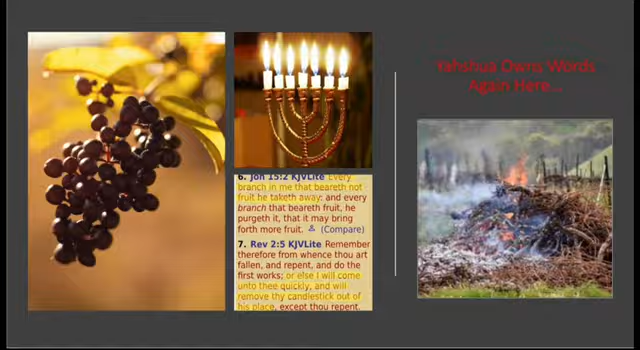 6. Joh 15:2 KJVLite Every
branch in me that beareth not
fruit he taketh away: and every
branch that beareth fruit, he
purgeth it, that it may bring
forth more fruit. (Compare)
7. Rev 2:5 KJVLite Remember
therefore from whence thou art
fallen, and repent, and do the
first works; or else I will come
unto thee quickly, and will
remove thy candlestick out of
his place, except thou repent.
Yahshua Owns Words
Again Here...